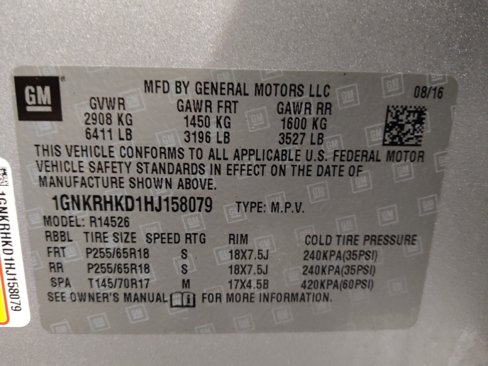 GM
MFD BY GENERAL MOTORS LLC 08/16
GVWR GAWR FRT GAWR RR
2908 KG 1450 KG 1600 KG
6411 LB 3196 LB 3527 LB
THIS VEHICLE CONFORMS TO ALL APPLICABLE U.S. FEDERAL MOTOR
VEHICLE SAFETY STANDARDS IN EFFECT ON THE DATE OF
MANUFACTURE SHOWN ABOVE.
1GNKRHKD1HJ158079 TYPE: M.P.V.
MODEL: R14526
RBBL TIRE SIZE SPEED RTG RIM COLD TIRE PRESSURE
FRT P255/65R18 S 18X7.5J 240KPA(35PSI)
RR P255/65R18 S 18X7.5J 240KPA(35PSI)
SPA T145/70R17 M 17X4.5B 420KPA(60PSI)
SEE OWNER'S MANUAL FOR MORE INFORMATION.
1GNKRHKD1HJ158079